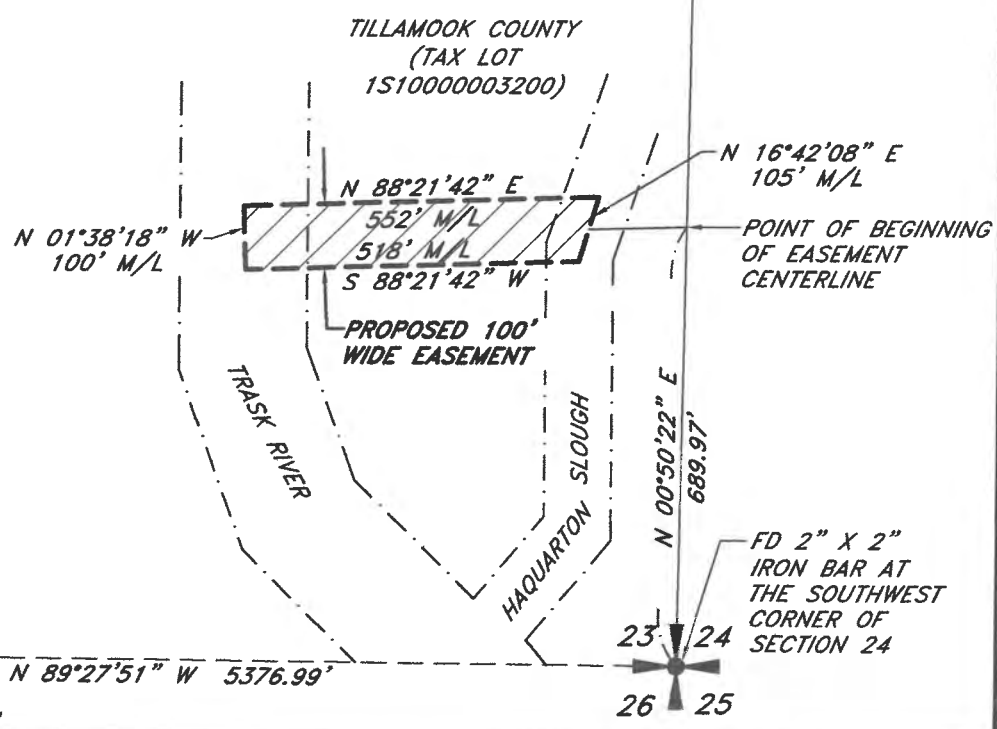 TILLAMOOK COUNTY
(TAX LOT
1S10000003200)
N 16°42'08" E
105' M/L
N 88°21'42" E
552' M/L
518' M/L
S 88°21'42" W
N 01°38'18" W
100' M/L
POINT OF BEGINNING
OF EASEMENT
CENTERLINE
PROPOSED 100'
WIDE EASEMENT
TRASK RIVER
HAQUARTON SLOUGH
N 00°50'22" E
689.97'
FD 2" X 2"
IRON BAR AT
THE SOUTHWEST
CORNER OF
SECTION 24
23 24
N 89°27'51" W 5376.99'
26 25